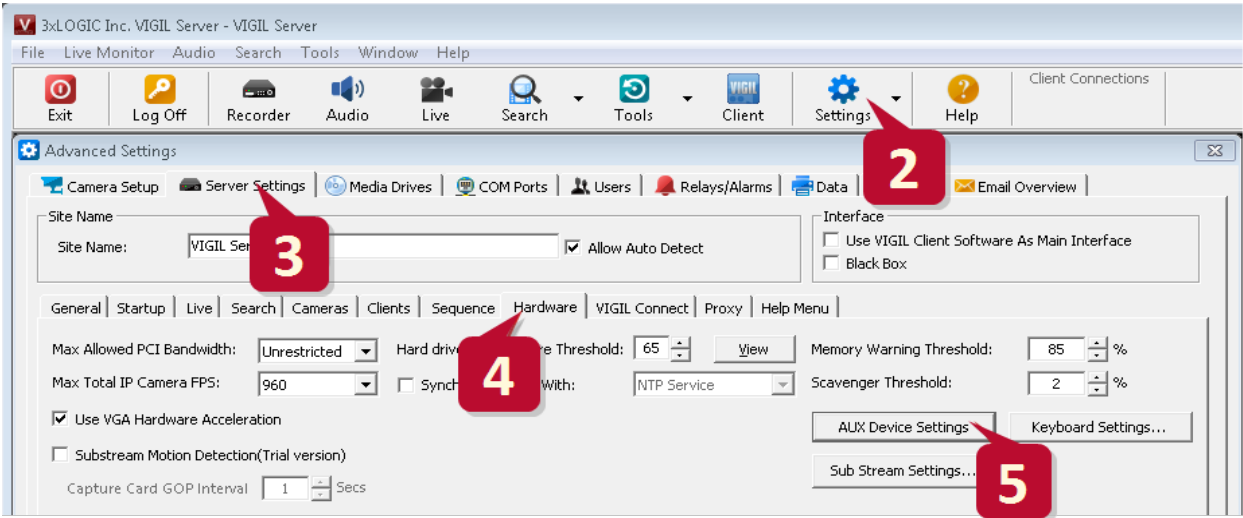 3xLOGIC Inc. VIGIL Server - VIGIL Server
File Live Monitor Audio Search Tools Window Help
Exit Log Off Recorder Audio Live Search Tools Client Settings Help Client Connections
VIGIL
2
Advanced Settings
Camera Setup Server Settings Media Drives COM Ports Users Relays/Alarms Data Email Overview
3
Site Name Interface
Site Name: VIGIL Allow Auto Detect Use VIGIL Client Software As Main Interface
Black Box
General Startup Live Search Cameras Clients Sequence Hardware VIGIL Connect Proxy Help Menu
4
Max Allowed PCI Bandwidth: Unrestricted Hard Threshold: 65 View Memory Warning Threshold: 85 %
Max Total IP Camera FPS: 960 With: NTP Service Scavenger Threshold: 2 %
Use VGA Hardware Acceleration AUX Device Settings Keyboard Settings...
5
Substream Motion Detection(Trial version) Sub Stream Settings...
Capture Card GOP Interval 1 Secs